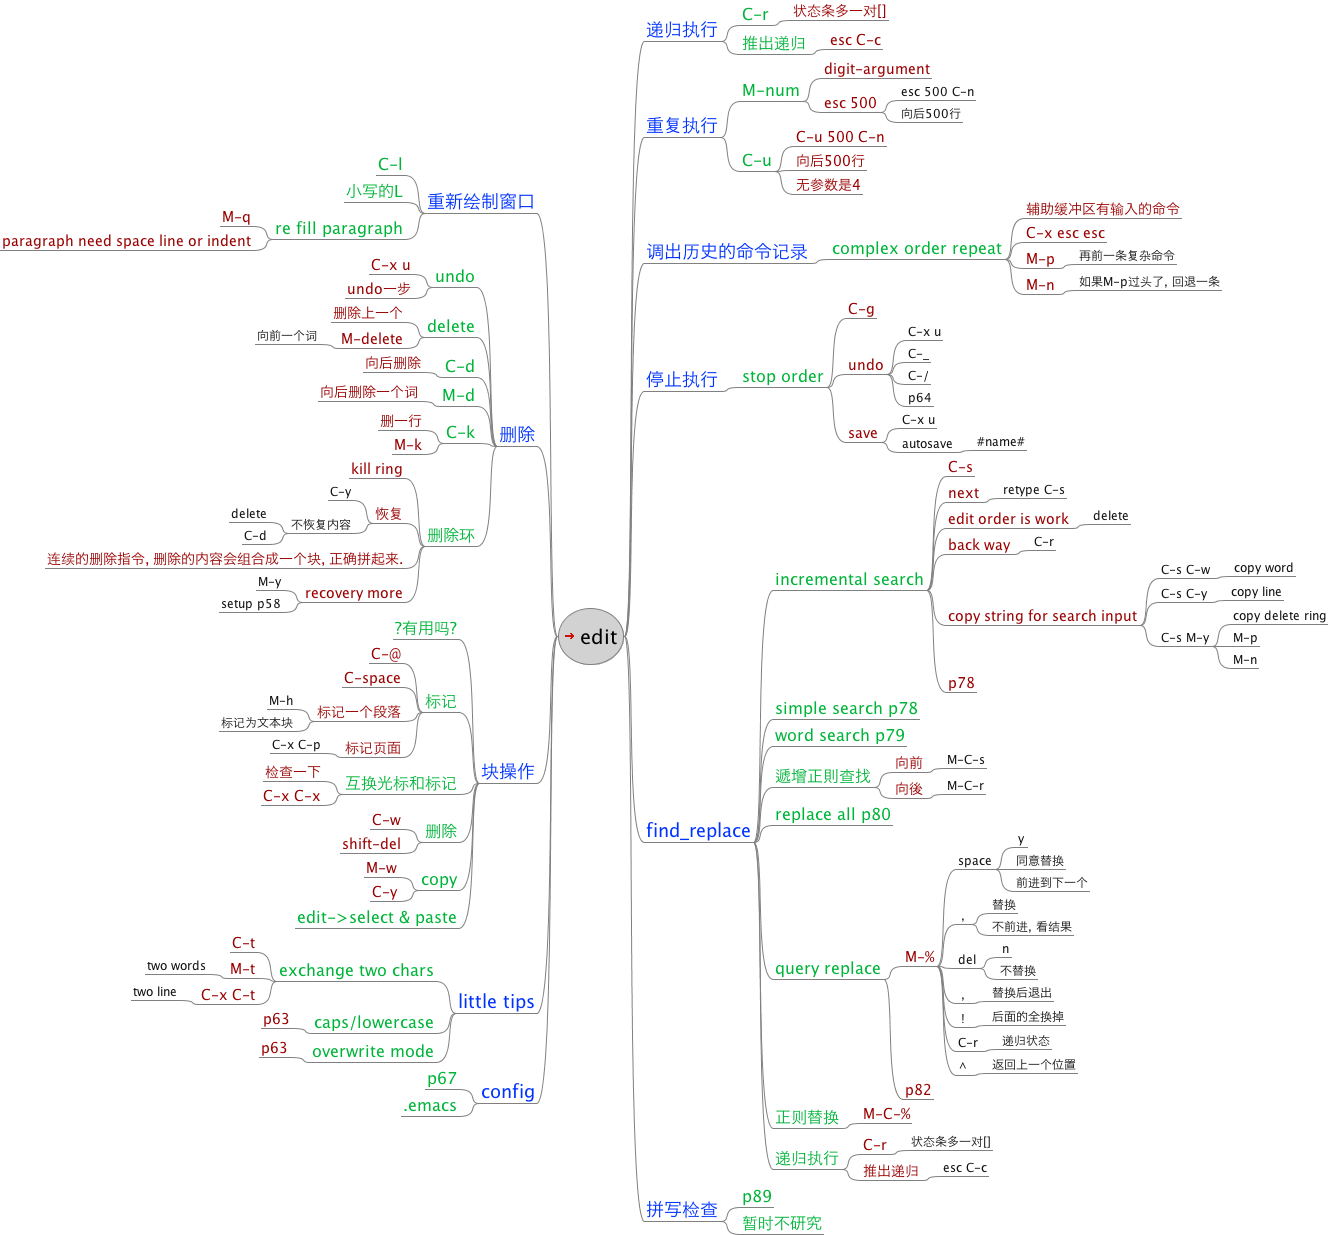 edit
递归执行
C-r
状态条多一对[]
推出递归
esc C-c
重复执行
M-num
digit-argument
esc 500
esc 500 C-n
向后500行
C-u
C-u 500 C-n
向后500行
无参数是4
调出历史的命令记录
complex order repeat
辅助缓冲区有输入的命令
C-x esc esc
M-p
再前一条复杂命令
M-n
如果M-p过头了, 回退一条
停止执行
stop order
C-g
undo
C-x u
C-_
C-/
p64
save
C-x u
autosave
#name#
find_replace
incremental search
C-s
next
retype C-s
edit order is work
delete
back way
C-r
copy string for search input
C-s C-w
copy word
C-s C-y
copy line
C-s M-y
copy delete ring
M-p
M-n
p78
simple search p78
word search p79
遞增正則查找
向前
M-C-s
向後
M-C-r
replace all p80
query replace
M-%
space
y
同意替换
前进到下一个
,
替换
不前进, 看结果
del
n
不替换
,
替换后退出
!
后面的全换掉
C-r
递归状态
^
返回上一个位置
p82
正则替换
M-C-%
递归执行
C-r
状态条多一对[]
推出递归
esc C-c
拼写检查
p89
暂时不研究
重新绘制窗口
C-l
小写的L
re fill paragraph
M-q
paragraph need space line or indent
删除
undo
C-x u
undo一步
delete
删除上一个
M-delete
向前一个词
C-d
向后删除
M-d
向后删除一个词
C-k
删一行
M-k
删除环
kill ring
恢复
C-y
不恢复内容
delete
C-d
连续的删除指令, 删除的内容会组合成一个块, 正确拼起来.
recovery more
M-y
setup p58
块操作
?有用吗?
标记
C-@
C-space
标记一个段落
M-h
标记为文本块
标记页面
C-x C-p
互换光标和标记
检查一下
C-x C-x
删除
C-w
shift-del
copy
M-w
C-y
edit->select & paste
little tips
exchange two chars
C-t
M-t
two words
C-x C-t
two line
caps/lowercase
p63
overwrite mode
p63
config
p67
.emacs